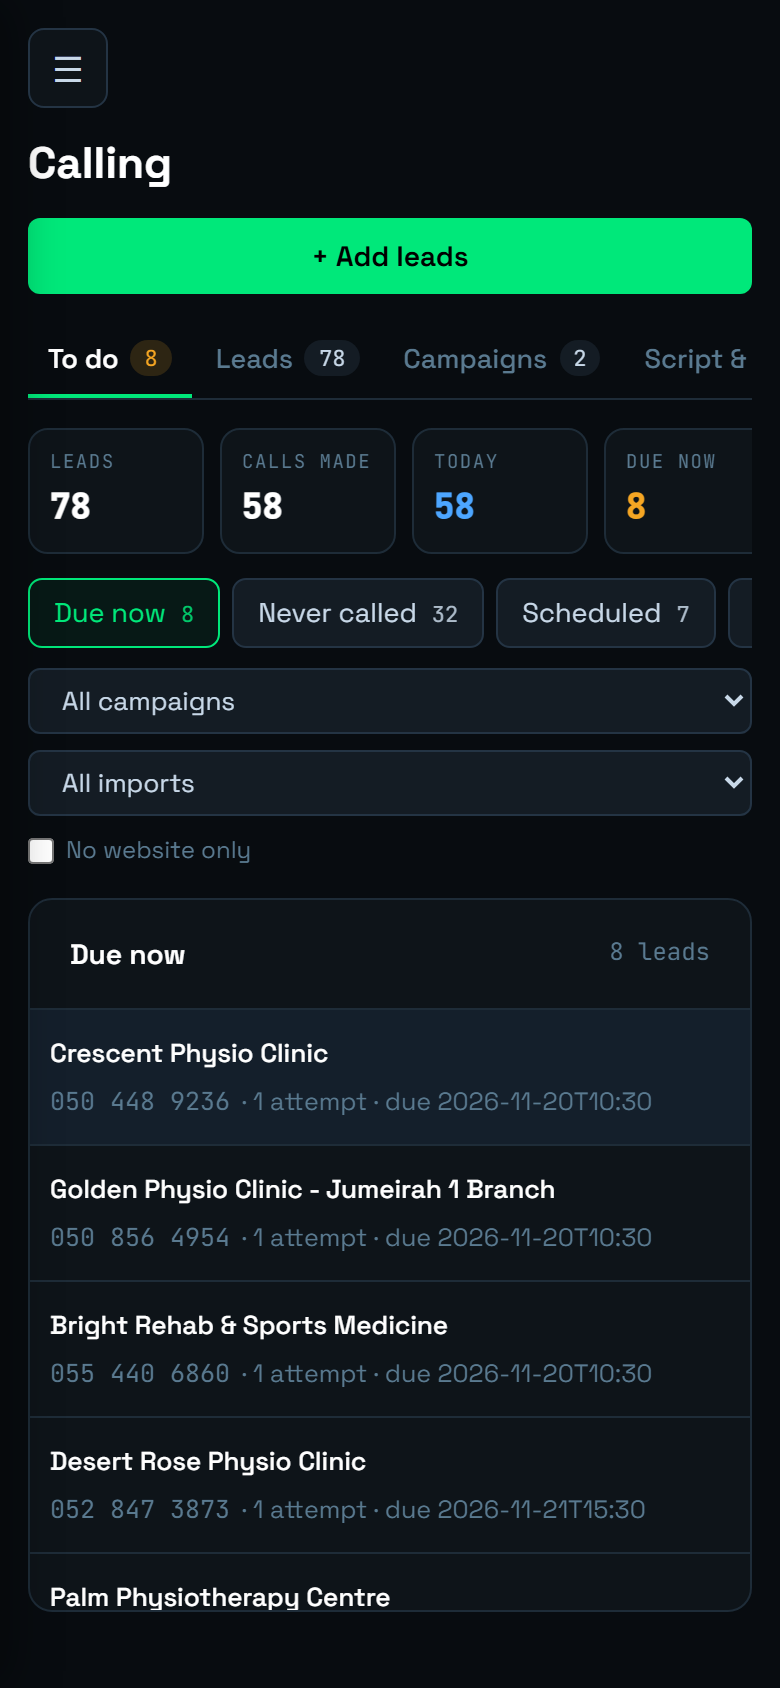 ☰
Calling
+ Add leads
To do 8 Leads 78 Campaigns 2 Script &
LEADS CALLS MADE TODAY DUE NOW
78 58 58 8
Due now 8 Never called 32 Scheduled 7
All campaigns
All imports
No website only
Due now 8 leads
Crescent Physio Clinic
050 448 9236 · 1 attempt · due 2026-11-20T10:30
Golden Physio Clinic - Jumeirah 1 Branch
050 856 4954 · 1 attempt · due 2026-11-20T10:30
Bright Rehab & Sports Medicine
055 440 6860 · 1 attempt · due 2026-11-20T10:30
Desert Rose Physio Clinic
052 847 3873 · 1 attempt · due 2026-11-21T15:30
Palm Physiotherapy Centre